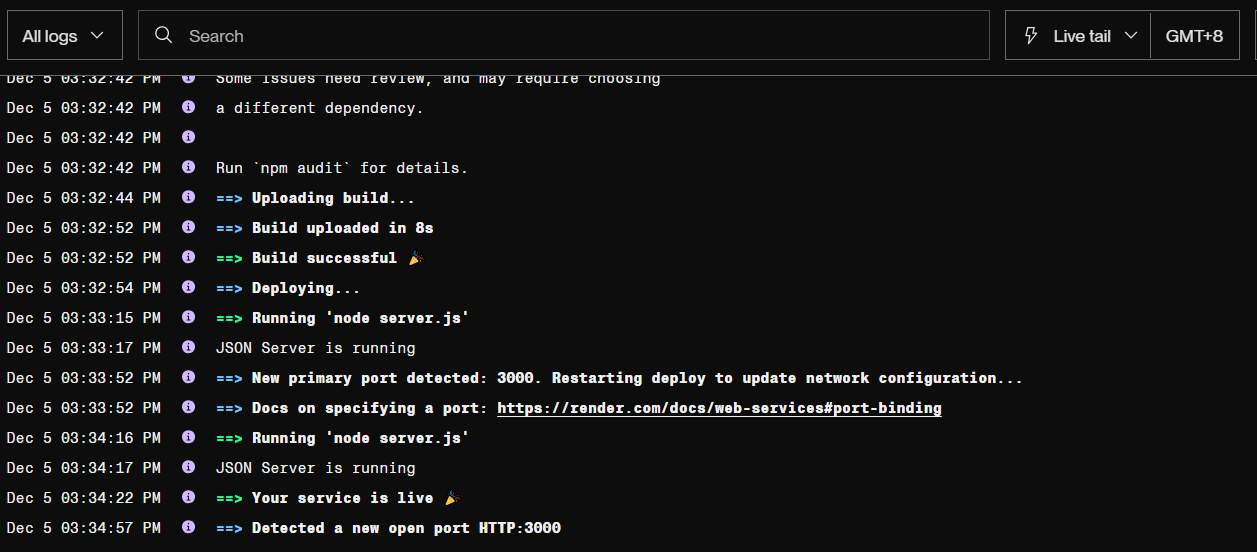 All logs
Search
Live tail
GMT+8
Dec 5 03:32:42 PM Some issues need review, and may require choosing
Dec 5 03:32:42 PM a different dependency.
Dec 5 03:32:42 PM
Dec 5 03:32:42 PM Run `npm audit` for details.
Dec 5 03:32:44 PM ==> Uploading build...
Dec 5 03:32:52 PM ==> Build uploaded in 8s
Dec 5 03:32:52 PM ==> Build successful 🎉
Dec 5 03:32:54 PM ==> Deploying...
Dec 5 03:33:15 PM ==> Running 'node server.js'
Dec 5 03:33:17 PM JSON Server is running
Dec 5 03:33:52 PM ==> New primary port detected: 3000. Restarting deploy to update network configuration...
Dec 5 03:33:52 PM ==> Docs on specifying a port: https://render.com/docs/web-services#port-binding
Dec 5 03:34:16 PM ==> Running 'node server.js'
Dec 5 03:34:17 PM JSON Server is running
Dec 5 03:34:22 PM ==> Your service is live 🎉
Dec 5 03:34:57 PM ==> Detected a new open port HTTP:3000